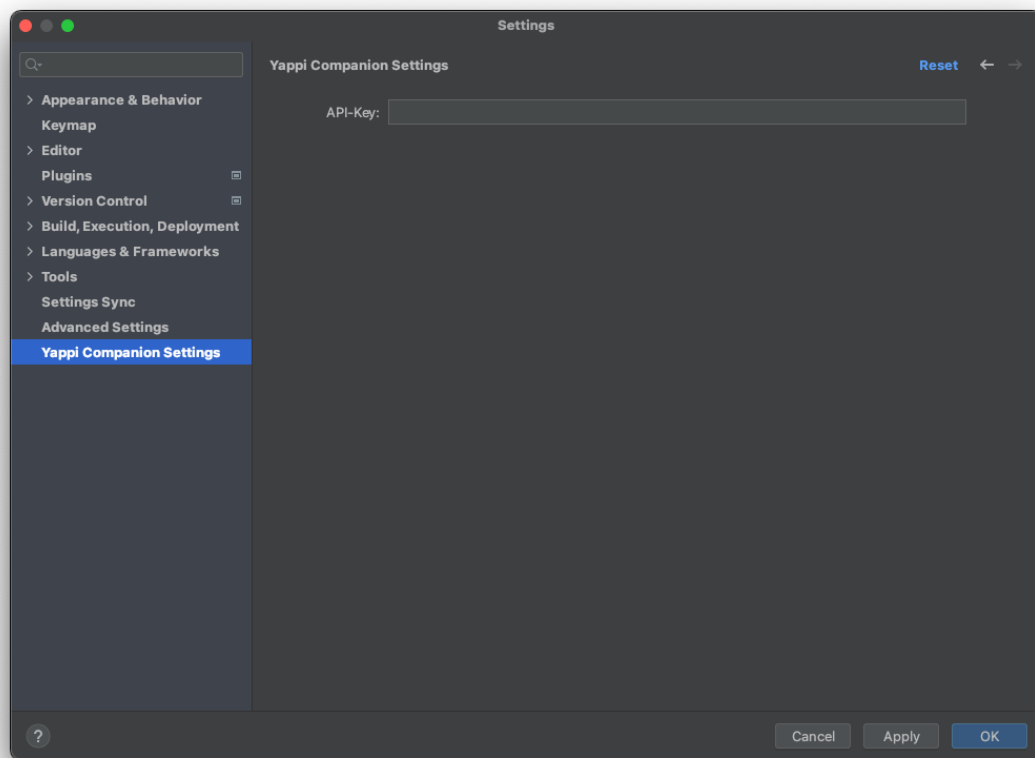 Settings
Yappi Companion Settings
Reset
API-Key:
Appearance & Behavior
Keymap
Editor
Plugins
Version Control
Build, Execution, Deployment
Languages & Frameworks
Tools
Settings Sync
Advanced Settings
Yappi Companion Settings
?
Cancel
Apply
OK